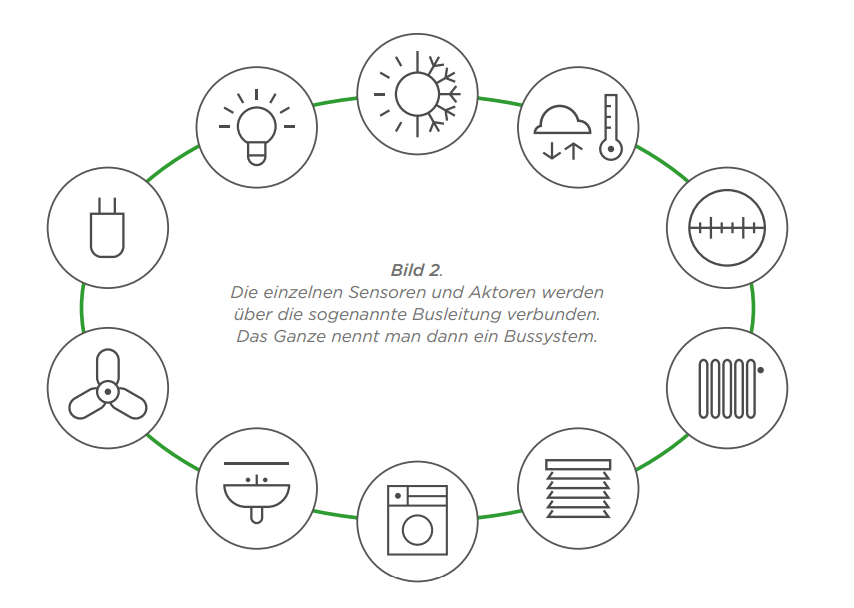 Bild 2.
Die einzelnen Sensoren und Aktoren werden
über die sogenannte Busleitung verbunden.
Das Ganze nennt man dann ein Bussystem.